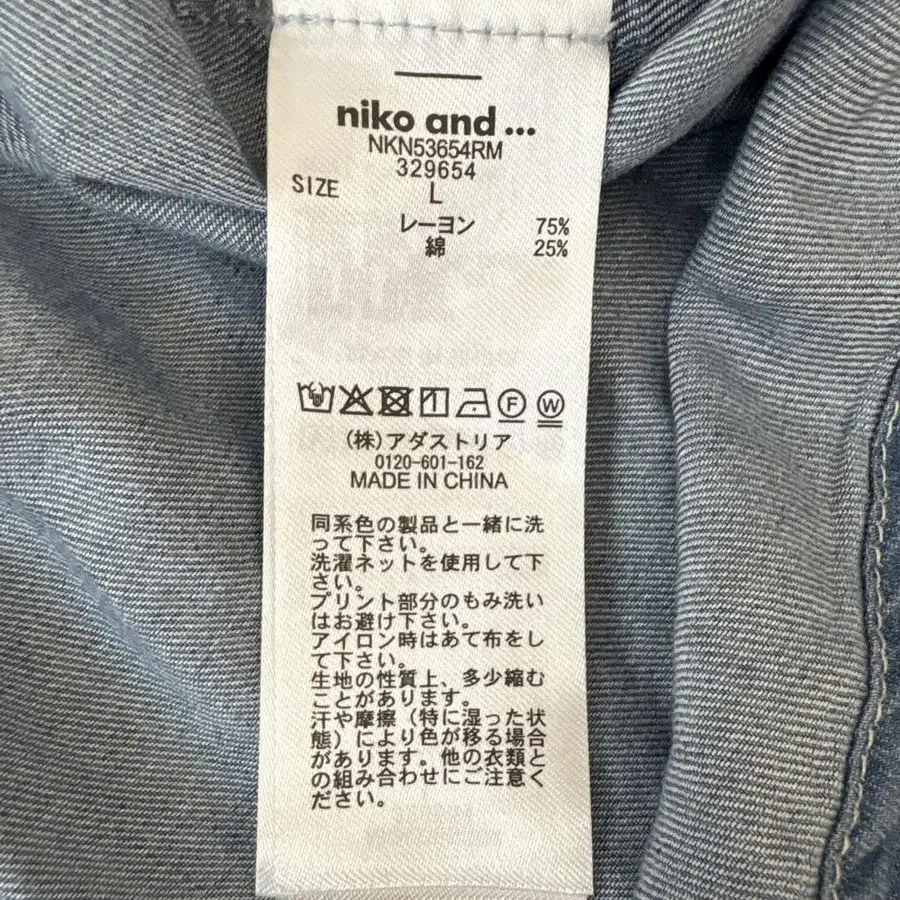 niko and ...
NKN53654RM
329654
SIZE L
レーヨン 75%
綿 25%
F W
(株)アダストリア
0120-601-162
MADE IN CHINA
同系色の製品と一緒に洗
って下さい。
洗濯ネットを使用して下
さい。
プリント部分のもみ洗い
はお避け下さい。
アイロン時はあて布をし
て下さい。
生地の性質上、多少縮む
ことがあります。
汗や摩擦（特に湿った状
態）により色が移る場合
があります。他の衣類と
の組み合わせにご注意く
ださい。